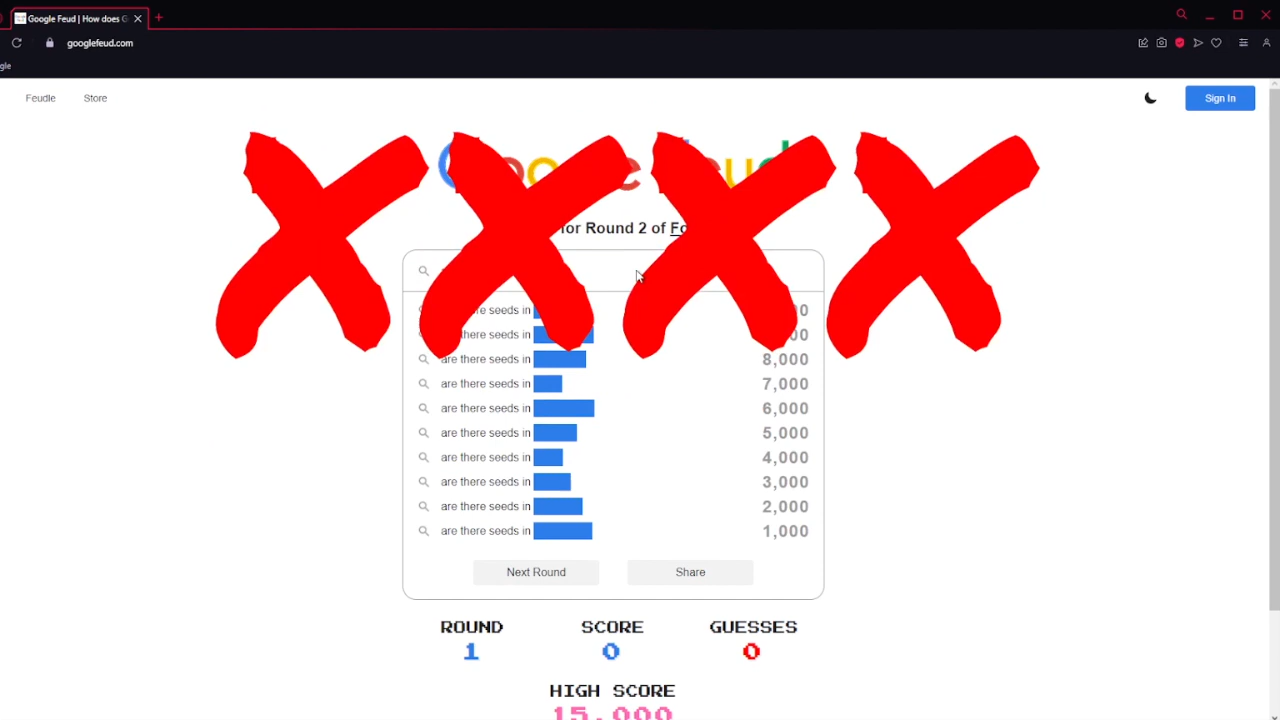 Google Feud | How does G
googlefeud.com
gle
Feudle Store
Sign In
for Round 2 of Fo
are there seeds in
are there seeds in
are there seeds in 8,000
are there seeds in 7,000
are there seeds in 6,000
are there seeds in 5,000
are there seeds in 4,000
are there seeds in 3,000
are there seeds in 2,000
are there seeds in 1,000
Next Round Share
ROUND SCORE GUESSES
1 0 0
HIGH SCORE
15,000